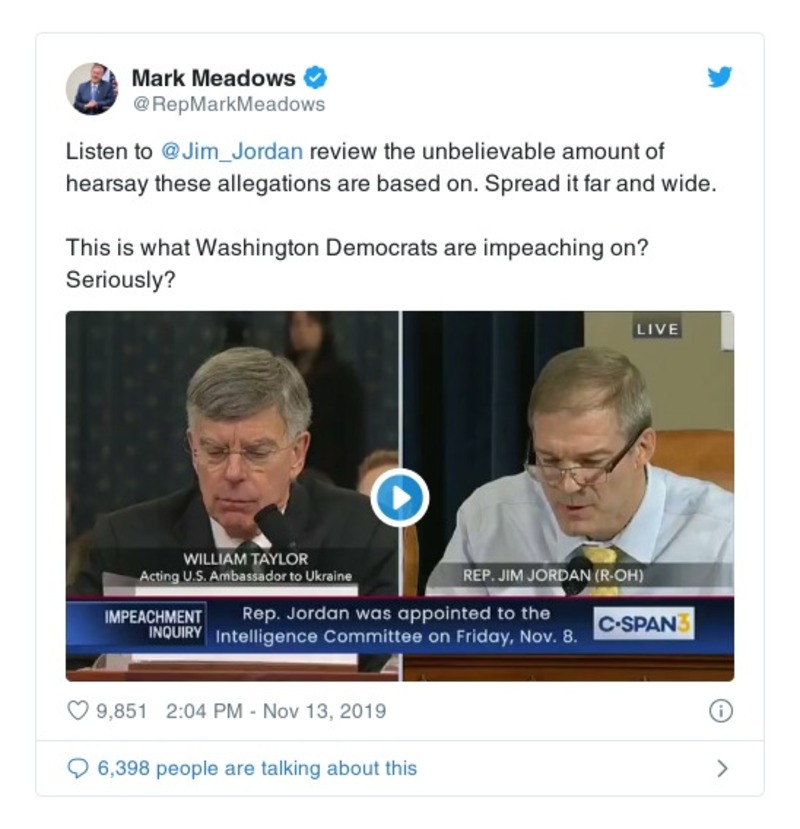 Mark Meadows
@RepMarkMeadows
Listen to @Jim_Jordan review the unbelievable amount of
hearsay these allegations are based on. Spread it far and wide.
This is what Washington Democrats are impeaching on?
Seriously?
LIVE
WILLIAM TAYLOR
Acting U.S. Ambassador to Ukraine
REP. JIM JORDAN (R-OH)
IMPEACHMENT
INQUIRY
Rep. Jordan was appointed to the
Intelligence Committee on Friday, Nov. 8.
C-SPAN3
9,851 2:04 PM - Nov 13, 2019
6,398 people are talking about this